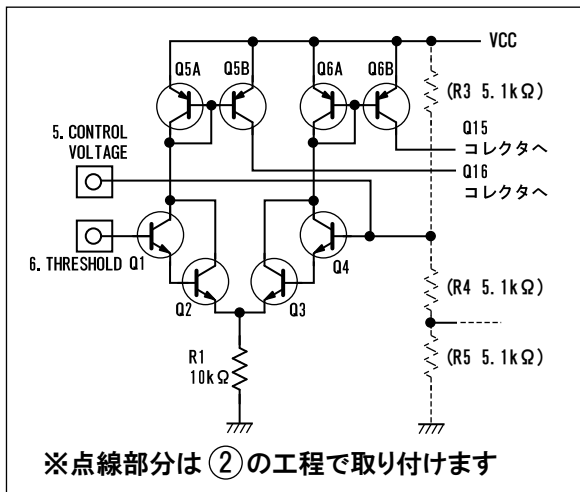 VCC
Q5A
Q5B
Q6A
Q6B
(R3 5.1kΩ)
5. CONTROL
VOLTAGE
Q15
コレクタへ
Q16
コレクタへ
6. THRESHOLD
Q1
Q4
Q2
Q3
(R4 5.1kΩ)
R1
10kΩ
(R5 5.1kΩ)
※点線部分は②の工程で取り付けます